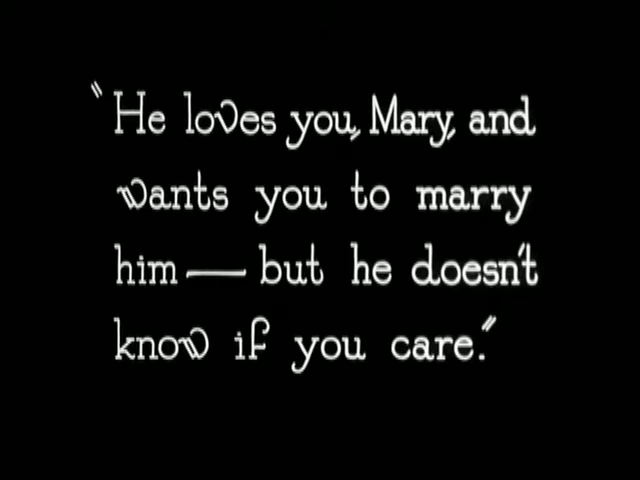 "He loves you, Mary, and
wants you to marry
him — but he doesn't
know if you care."